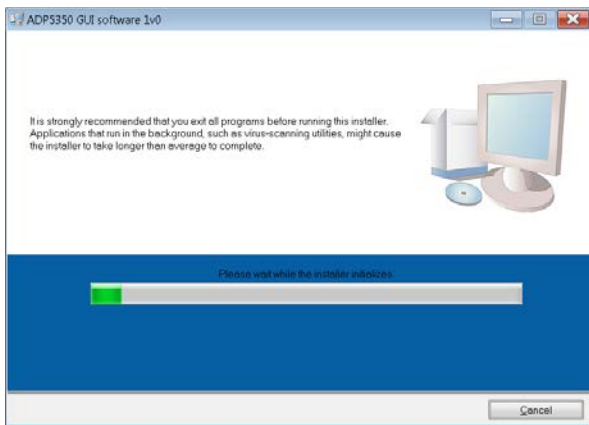 ADP5350 GUI software 1v0
It is strongly recommended that you exit all programs before running this installer.
Applications that run in the background, such as virus-scanning utilities, might cause
the installer to take longer than average to complete.
Please wait while the installer initializes.
Cancel